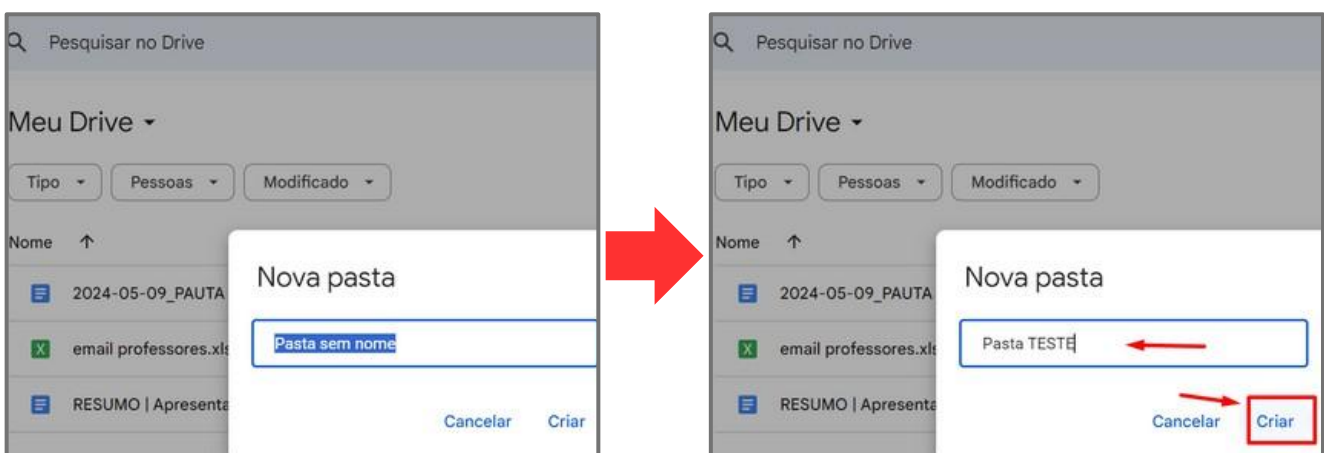 Pesquisar no Drive
Meu Drive
Tipo Pessoas Modificado
Nome
2024-05-09_PAUTA
Nova pasta
Pasta sem nome
email professores.xls
RESUMO | Apresenta
Cancelar Criar
Pesquisar no Drive
Meu Drive
Tipo Pessoas Modificado
Nome
2024-05-09_PAUTA
Nova pasta
Pasta TESTE
email professores.xls
RESUMO | Apresenta
Cancelar Criar